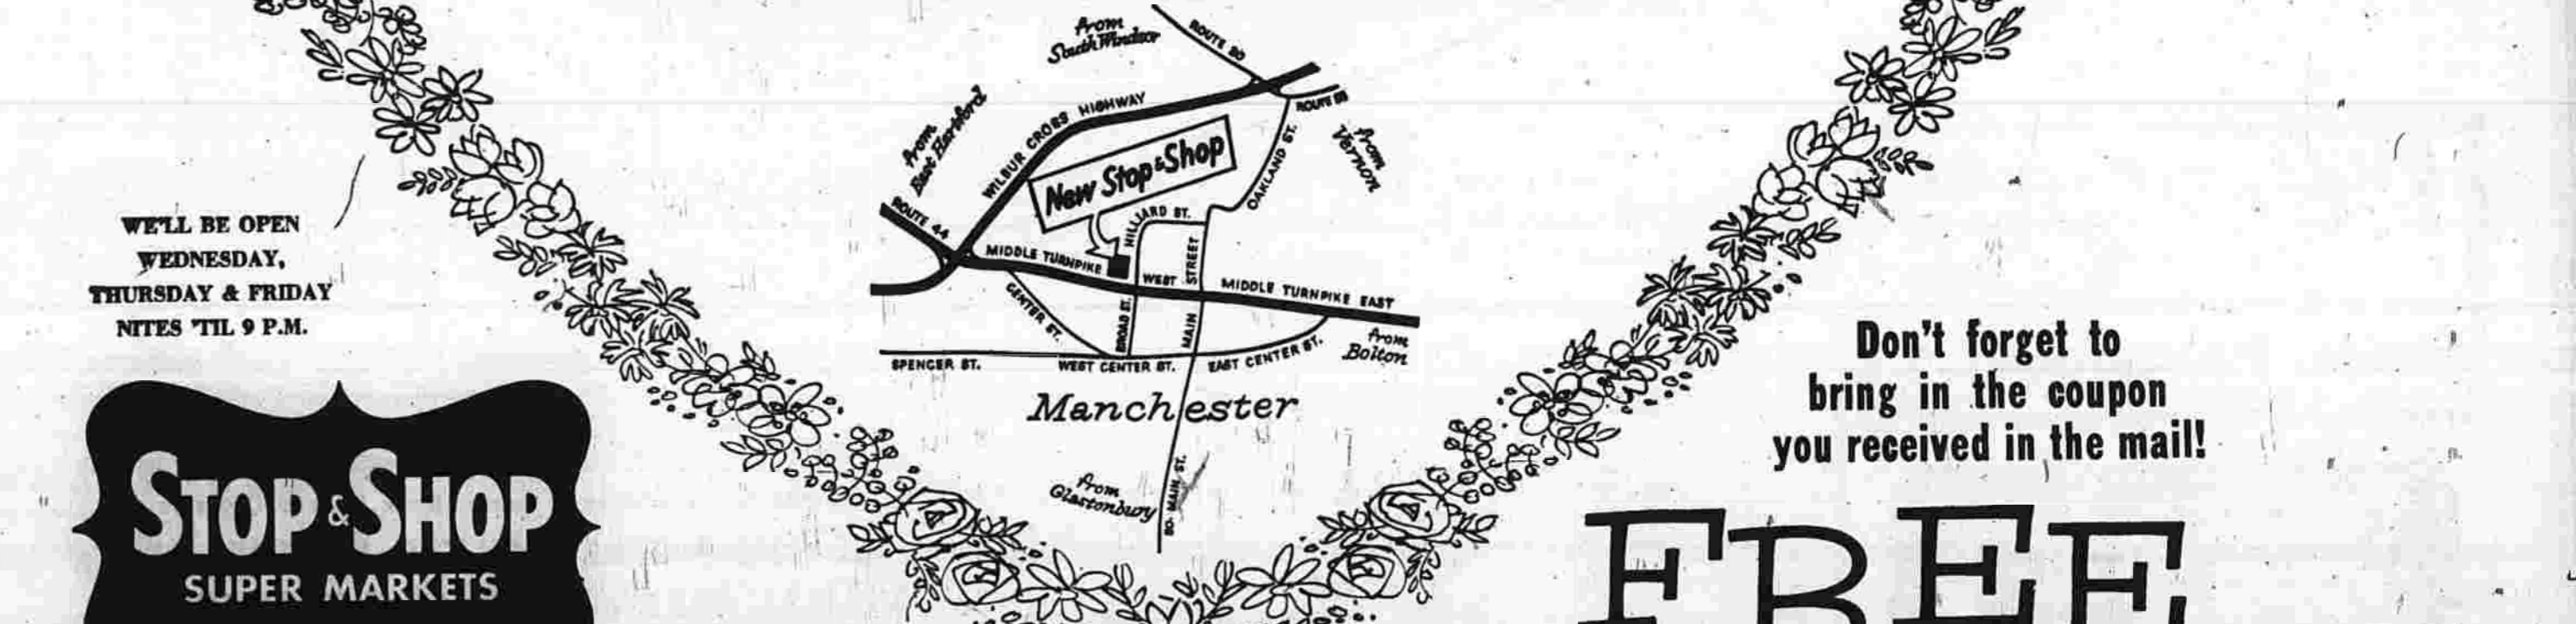 WE'LL BE OPEN
WEDNESDAY,
THURSDAY & FRIDAY
NITES 'TIL 9 P.M.
STOP & SHOP
SUPER MARKETS
from
South Windsor
ROUTE 30
from
East Hartford
WILBUR CROSS HIGHWAY
from
Vernon
OAKLAND ST.
New Stop & Shop
ROUTE 44
HILLIARD ST.
MIDDLE TURNPIKE
WEST
MAIN STREET
MIDDLE TURNPIKE EAST
CENTER ST.
BROAD ST.
from
Bolton
SPENCER ST.
WEST CENTER ST.
EAST CENTER ST.
Manchester
from
Glastonbury
SO. MAIN ST.
Don't forget to
bring in the coupon
you received in the mail!
FREE